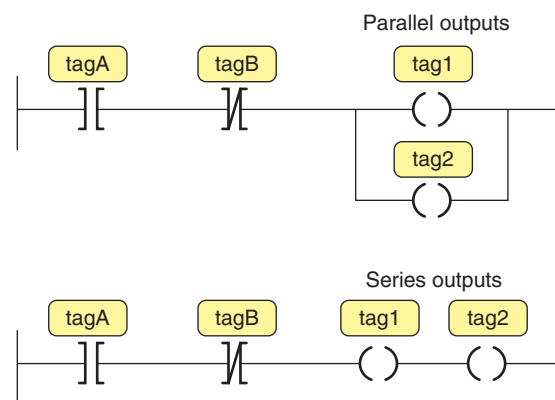 Parallel outputs
tagA tagB tag1
tag2
Series outputs
tagA tagB tag1 tag2